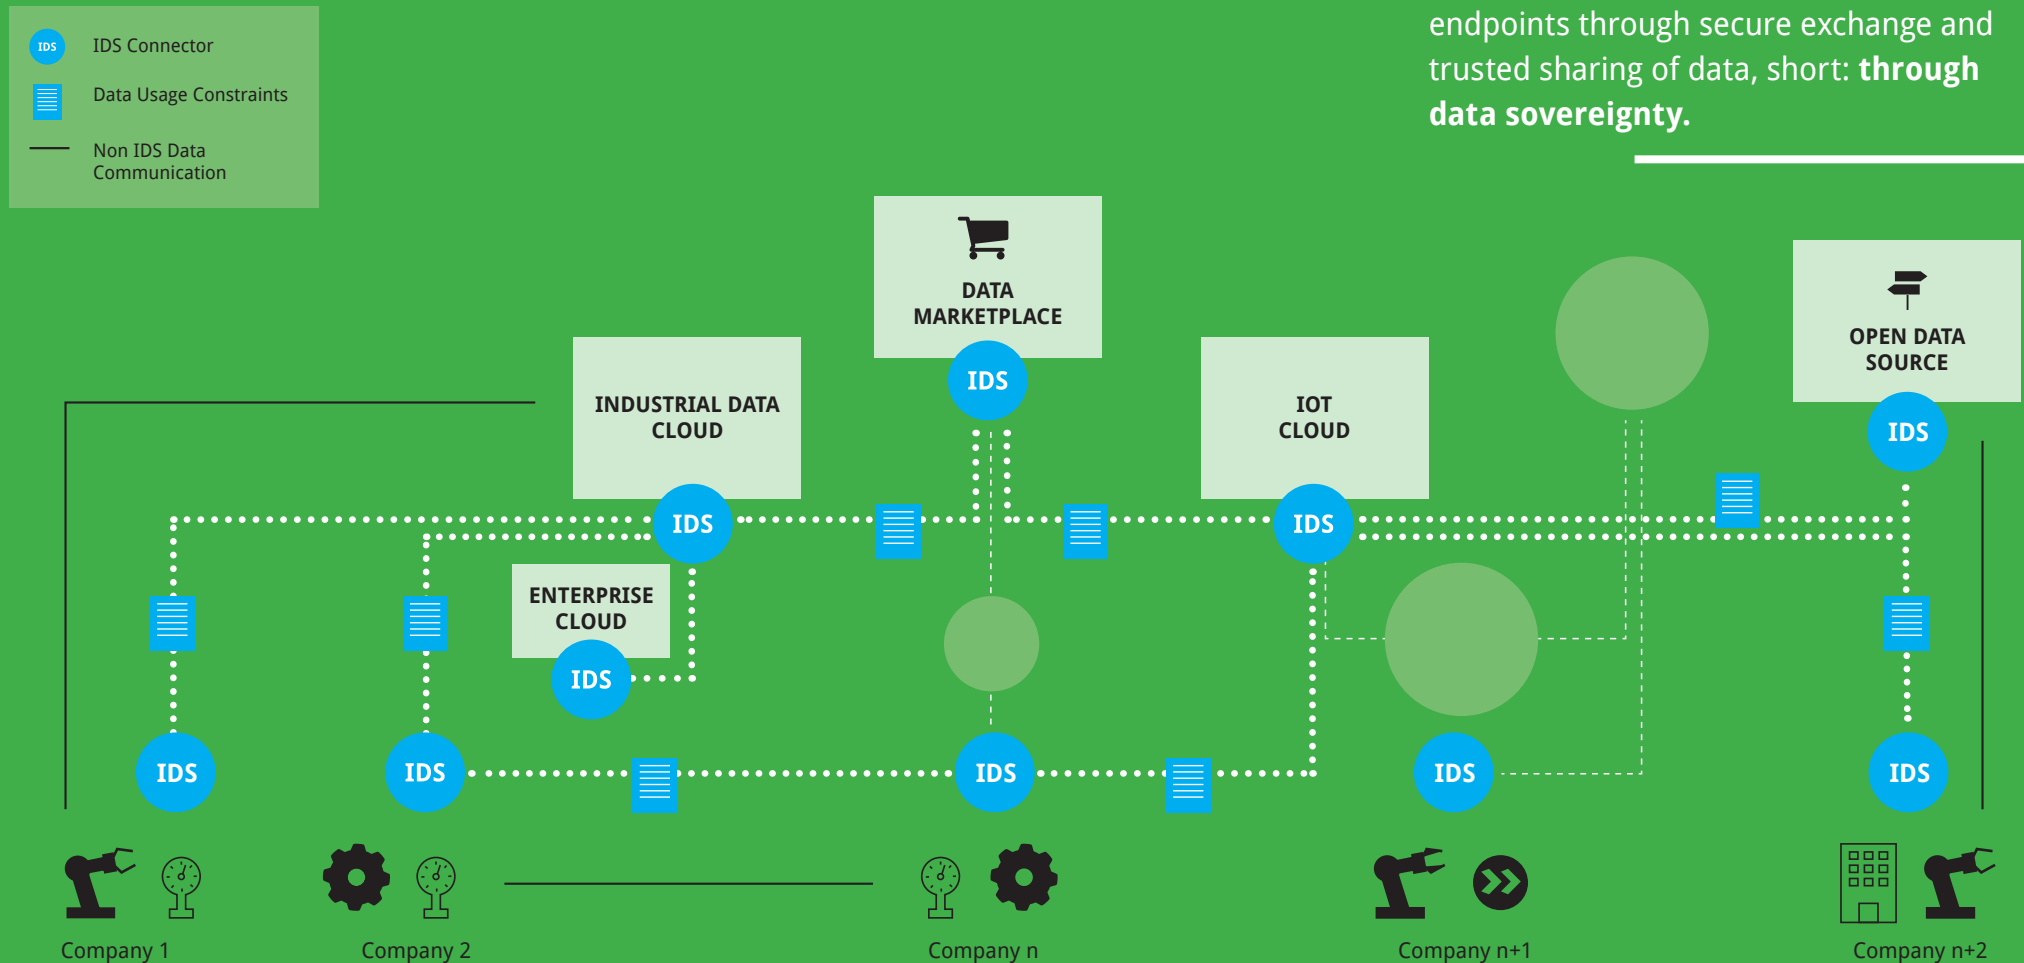 IDS
IDS Connector
Data Usage Constraints
Non IDS Data
Communication
endpoints through secure exchange and
trusted sharing of data, short: through
data sovereignty.
DATA
MARKETPLACE
IDS
OPEN DATA
SOURCE
IDS
INDUSTRIAL DATA
CLOUD
IDS
IOT
CLOUD
IDS
ENTERPRISE
CLOUD
IDS
IDS
IDS
IDS
IDS
IDS
Company 1
Company 2
Company n
Company n+1
Company n+2